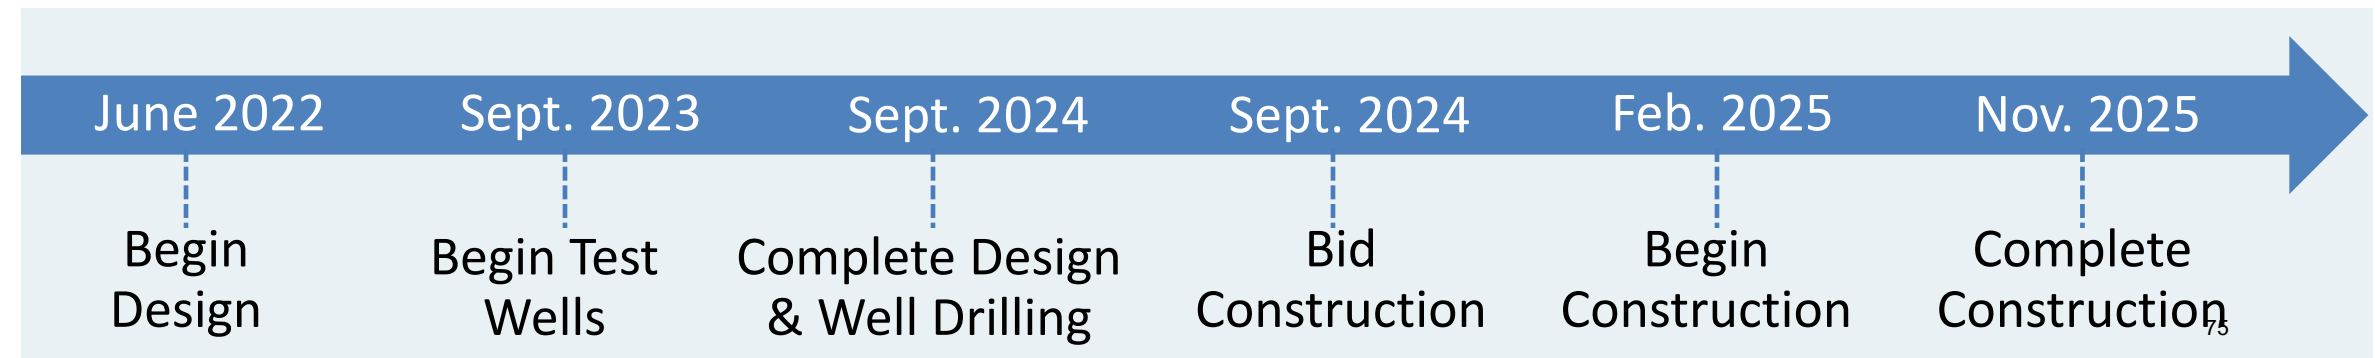 June 2022
Sept. 2023
Sept. 2024
Sept. 2024
Feb. 2025
Nov. 2025
Begin
Design
Begin Test
Wells
Complete Design
& Well Drilling
Bid
Construction
Begin
Construction
Complete
Construction
75